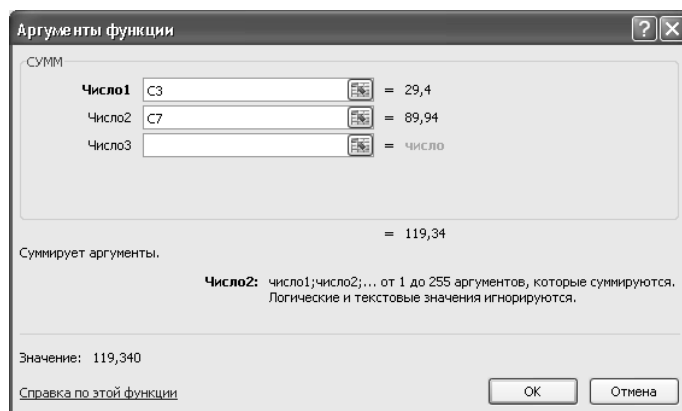 Аргументы функции
СУММ
Число1 C3 = 29,4
Число2 C7 = 89,94
Число3 = число
= 119,34
Суммирует аргументы.
Число2: число1;число2;... от 1 до 255 аргументов, которые суммируются.
Логические и текстовые значения игнорируются.
Значение: 119,340
Справка по этой функции
ОК
Отмена